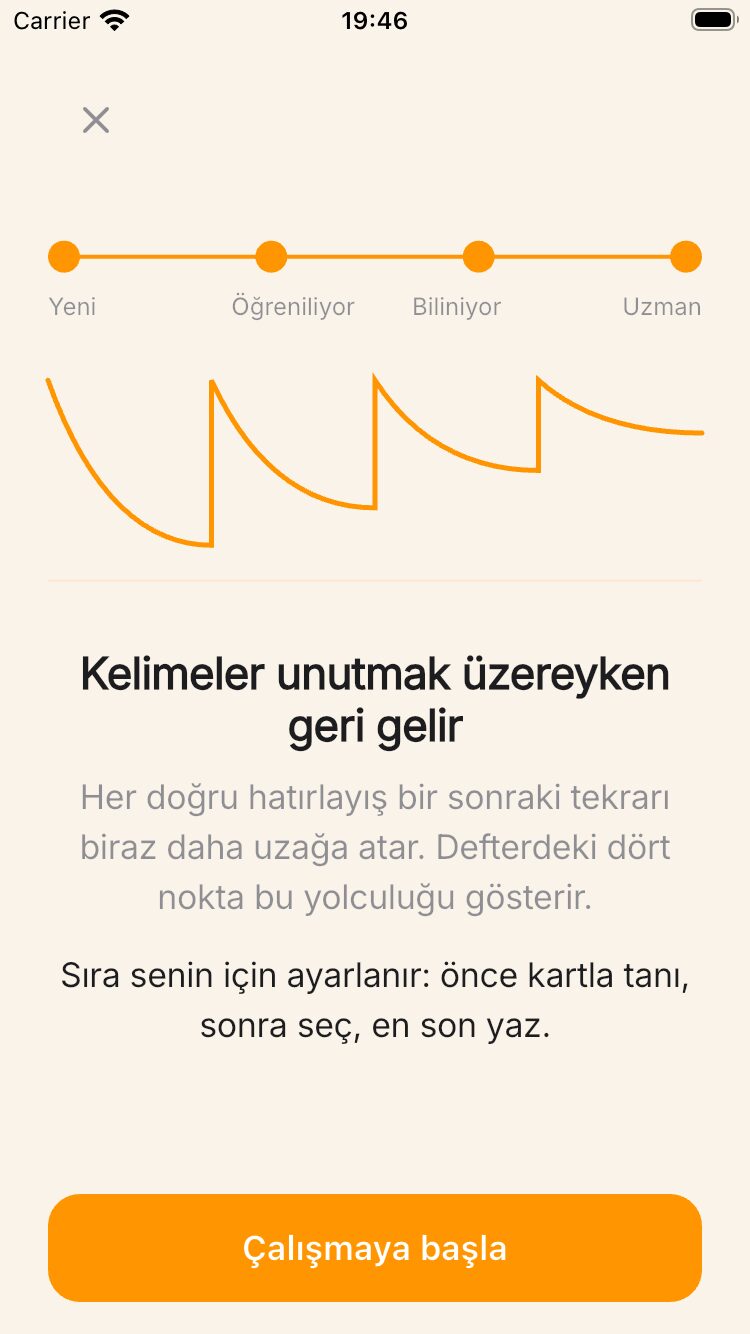 Carrier
19:46
Yeni
Öğreniliyor
Biliniyor
Uzman
Kelimeler unutmak üzereyken
geri gelir
Her doğru hatırlayış bir sonraki tekrarı
biraz daha uzağa atar. Defterdeki dört
nokta bu yolculuğu gösterir.
Sıra senin için ayarlanır: önce kartla tanı,
sonra seç, en son yaz.
Çalışmaya başla